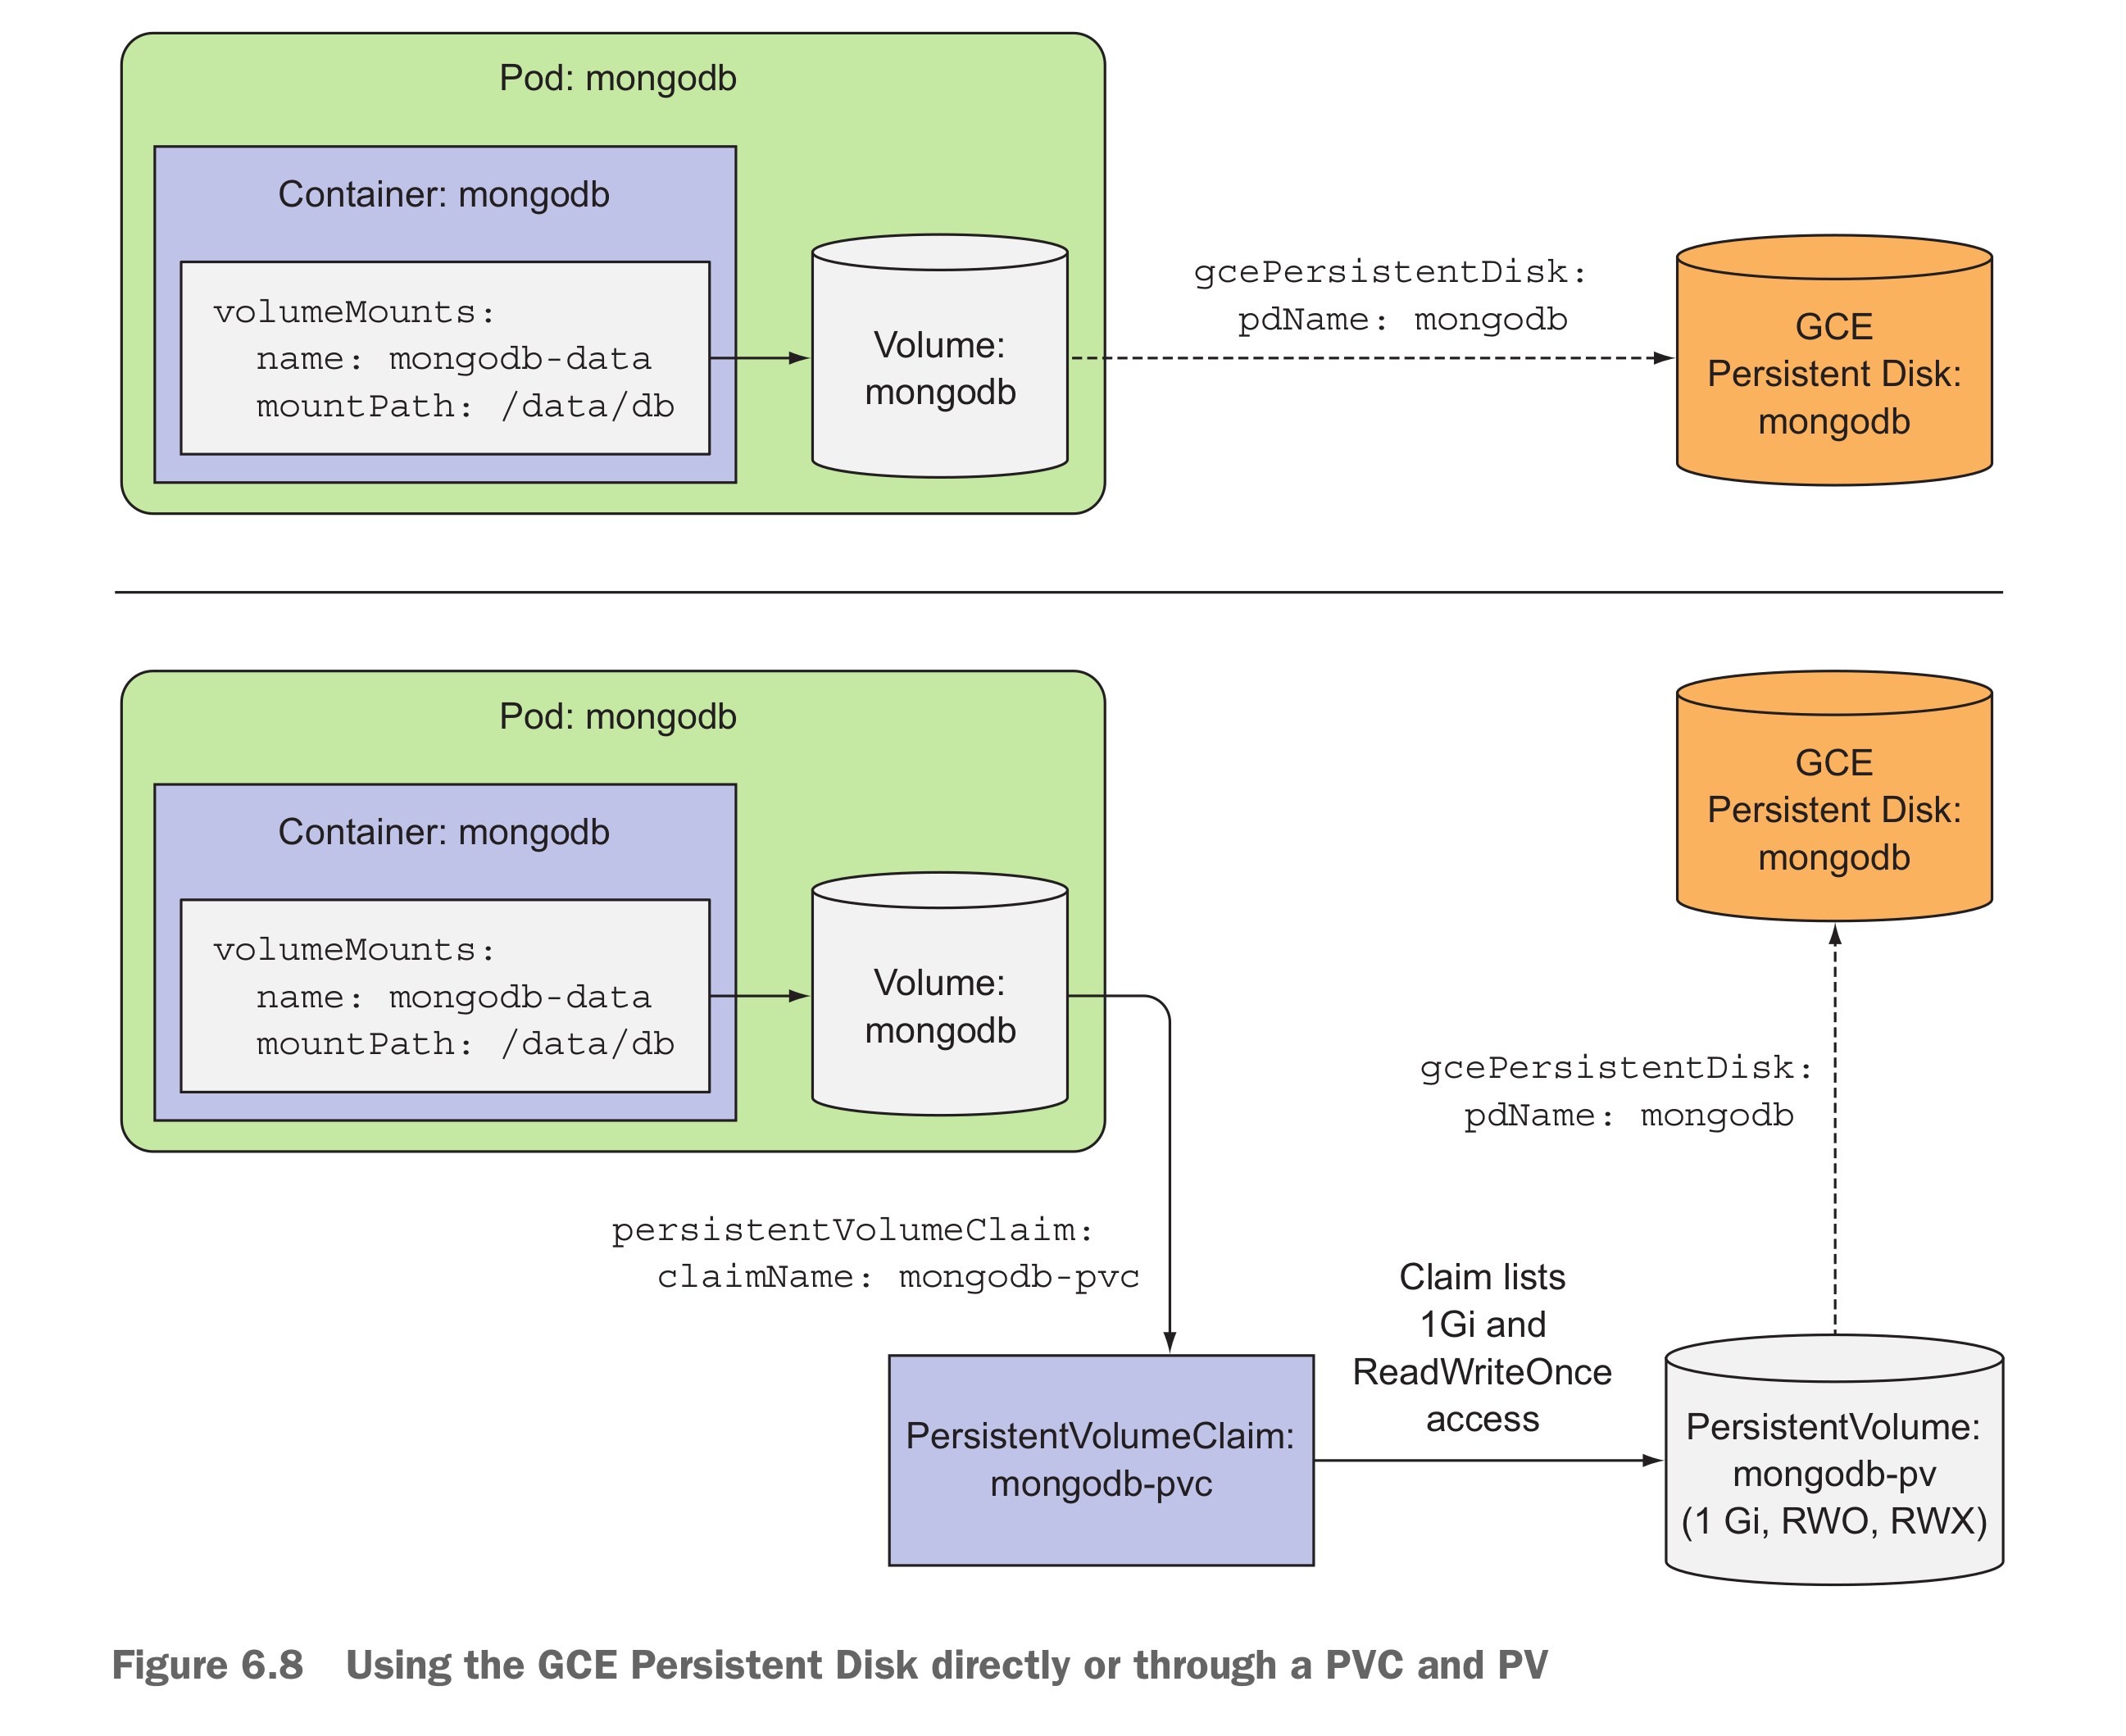 Pod: mongodb
Container: mongodb
volumeMounts:
name: mongodb-data
mountPath: /data/db
Volume:
mongodb
gcePersistentDisk:
pdName: mongodb
GCE
Persistent Disk:
mongodb
Pod: mongodb
Container: mongodb
volumeMounts:
name: mongodb-data
mountPath: /data/db
Volume:
mongodb
persistentVolumeClaim:
claimName: mongodb-pvc
PersistentVolumeClaim:
mongodb-pvc
Claim lists
1Gi and
ReadWriteOnce
access
PersistentVolume:
mongodb-pv
(1 Gi, RWO, RWX)
gcePersistentDisk:
pdName: mongodb
GCE
Persistent Disk:
mongodb
Figure 6.8 Using the GCE Persistent Disk directly or through a PVC and PV